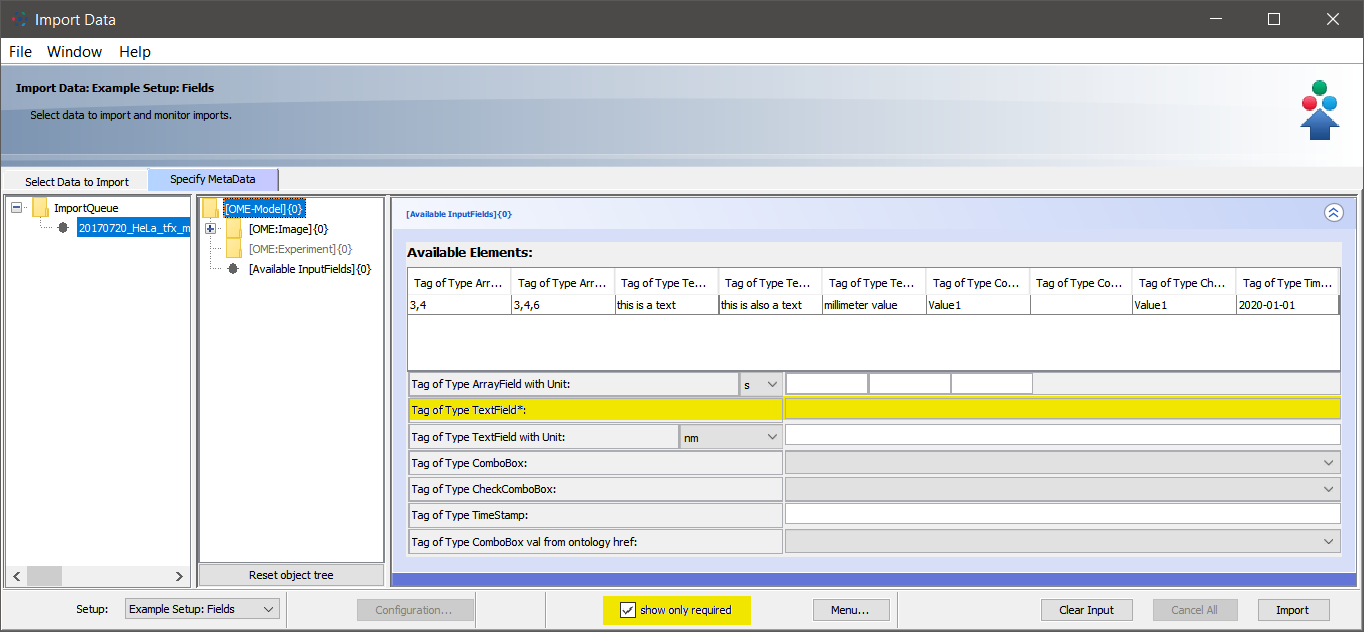 Import Data
File Window Help
Import Data: Example Setup: Fields
Select data to import and monitor imports.
Select Data to Import Specify MetaData
ImportQueue
20170720_HeLa_tfx_m
[OME-Model]{0}
[OME:Image]{0}
[OME:Experiment]{0}
[Available InputFields]{0}
Reset object tree
[Available InputFields]{0}
Available Elements:
Tag of Type Arr... Tag of Type Arr... Tag of Type Te... Tag of Type Te... Tag of Type Te... Tag of Type Co... Tag of Type Co... Tag of Type Ch... Tag of Type Tim...
3,4 3,4,6 this is a text this is also a text millimeter value Value1 Value1 2020-01-01
Tag of Type ArrayField with Unit: s
Tag of Type TextField*:
Tag of Type TextField with Unit: nm
Tag of Type ComboBox:
Tag of Type CheckComboBox:
Tag of Type TimeStamp:
Tag of Type ComboBox val from ontology href:
Setup: Example Setup: Fields Configuration... show only required Menu... Clear Input Cancel All Import